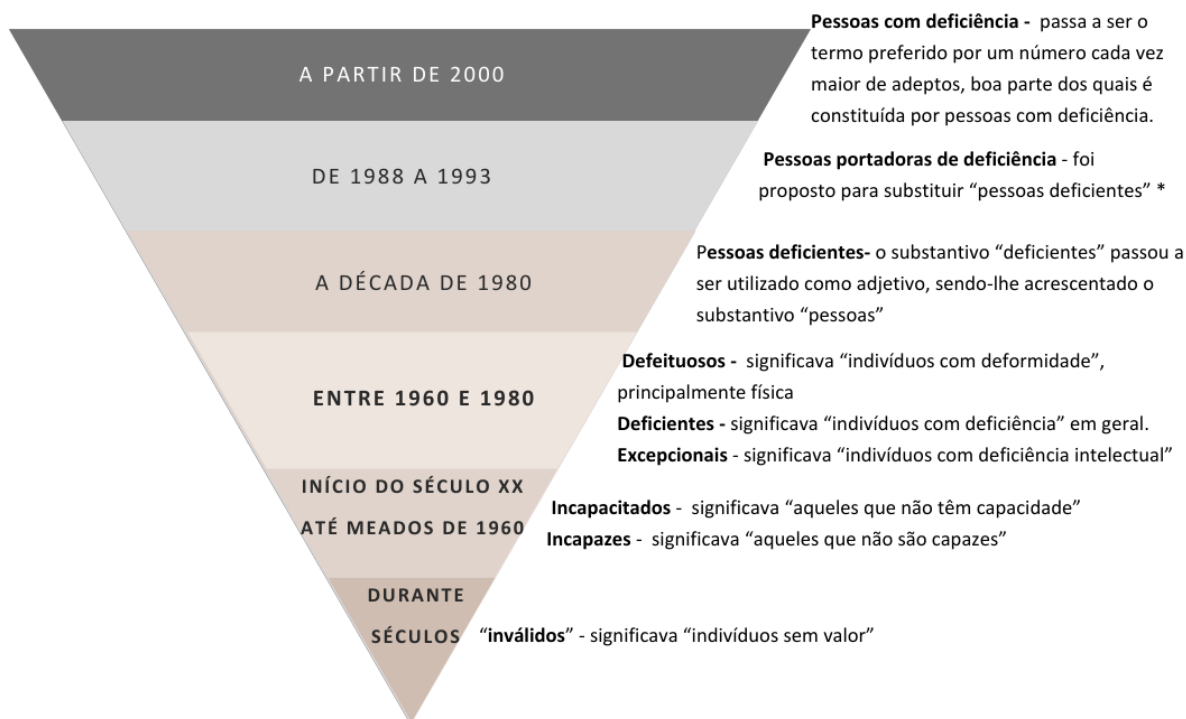 A PARTIR DE 2000
Pessoas com deficiência - passa a ser o
termo preferido por um número cada vez
maior de adeptos, boa parte dos quais é
constituída por pessoas com deficiência.
DE 1988 A 1993
Pessoas portadoras de deficiência - foi
proposto para substituir “pessoas deficientes” *
A DÉCADA DE 1980
Pessoas deficientes- o substantivo “deficientes” passou a
ser utilizado como adjetivo, sendo-lhe acrescentado o
substantivo “pessoas”
ENTRE 1960 E 1980
Defeituosos - significava “indivíduos com deformidade”,
principalmente física
Deficientes - significava “indivíduos com deficiência” em geral.
Excepcionais - significava “indivíduos com deficiência intelectual”
INÍCIO DO SÉCULO XX
ATÉ MEADOS DE 1960
Incapacitados - significava “aqueles que não têm capacidade”
Incapazes - significava “aqueles que não são capazes”
DURANTE
SÉCULOS
“inválidos” - significava “indivíduos sem valor”